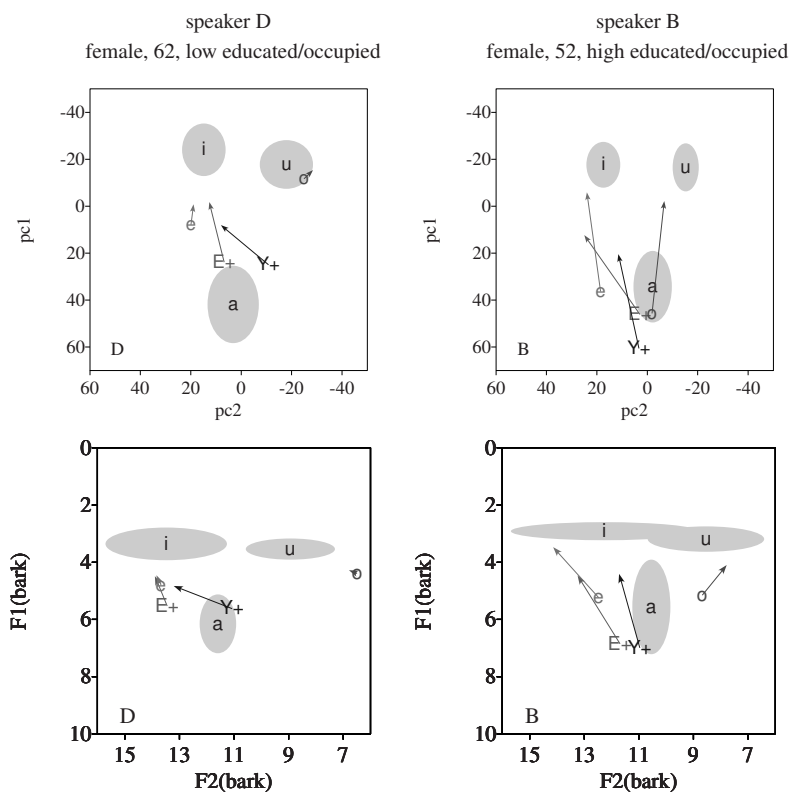 speaker D
female, 62, low educated/occupied
speaker B
female, 52, high educated/occupied
-40
-20
0
20
40
60
pc1
i
u
o
e
E+
Y+
a
D
60 40 20 0 -20 -40
pc2
-40
-20
0
20
40
60
pc1
i
u
e
a
E+
o
Y+
B
60 40 20 0 -20 -40
pc2
0
2
4
6
8
10
F1(bark)
i
u
o
e
E+
Y+
a
D
15 13 11 9 7
F2(bark)
0
2
4
6
8
10
F1(bark)
i
u
e
a
o
E+
Y+
B
15 13 11 9 7
F2(bark)